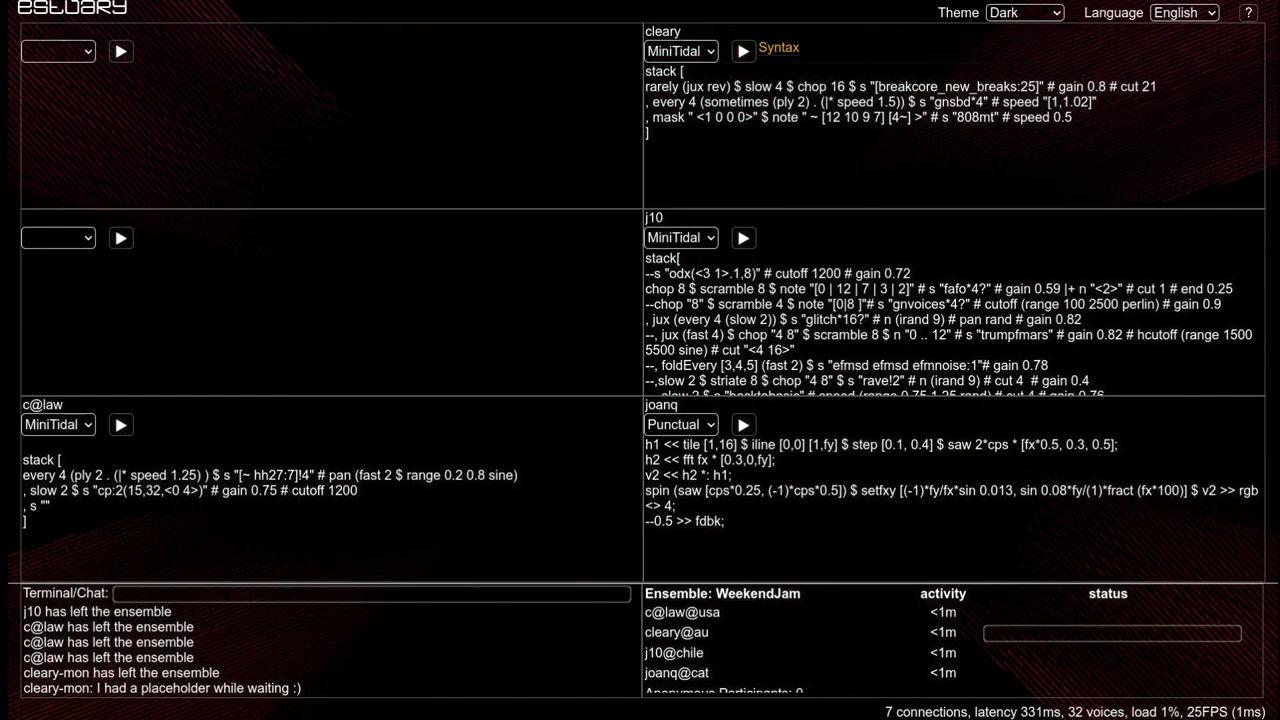 estuary
Theme Dark Language English ?
cleary
MiniTidal Syntax
stack [
rarely (jux rev) $ slow 4 $ chop 16 $ s "[breakcore_new_breaks:25]" # gain 0.8 # cut 21
, every 4 (sometimes (ply 2) . (|* speed 1.5)) $ s "gnsbd*4" # speed "[1,1.02]"
, mask " <1 0 0 0>" $ note " ~ [12 10 9 7] [4~] >" # s "808mt" # speed 0.5
]
j10
MiniTidal
stack[
--s "odx(<3 1>.1,8)" # cutoff 1200 # gain 0.72
chop 8 $ scramble 8 $ note "[0 | 12 | 7 | 3 | 2]" # s "fafo*4?" # gain 0.59 |+ n "<2>" # cut 1 # end 0.25
--chop "8" $ scramble 4 $ note "[0|8 ]"# s "gnvoices*4?" # cutoff (range 100 2500 perlin) # gain 0.9
, jux (every 4 (slow 2)) $ s "glitch*16?" # n (irand 9) # pan rand # gain 0.82
--, jux (fast 4) $ chop "4 8" $ scramble 8 $ n "0 .. 12" # s "trumpfmars" # gain 0.82 # hcutoff (range 1500
5500 sine) # cut "<4 16>"
--, foldEvery [3,4,5] (fast 2) $ s "efmsd efmsd efmnoise:1"# gain 0.78
--,slow 2 $ striate 8 $ chop "4 8" $ s "rave!2" # n (irand 9) # cut 4  # gain 0.4
c@law
MiniTidal
stack [
every 4 (ply 2 . (|* speed 1.25) ) $ s "[~ hh27:7]!4" # pan (fast 2 $ range 0.2 0.8 sine)
, slow 2 $ s "cp:2(15,32,<0 4>)" # gain 0.75 # cutoff 1200
, s ""
]
joanq
Punctual
h1 << tile [1,16] $ iline [0,0] [1,fy] $ step [0.1, 0.4] $ saw 2*cps * [fx*0.5, 0.3, 0.5];
h2 << fft fx * [0.3,0,fy];
v2 << h2 *: h1;
spin (saw [cps*0.25, (-1)*cps*0.5]) $ setfxy [(-1)*fy/fx*sin 0.013, sin 0.08*fy/(1)*fract (fx*100)] $ v2 >> rgb
<> 4;
--0.5 >> fdbk;
Terminal/Chat:
j10 has left the ensemble
c@law has left the ensemble
c@law has left the ensemble
c@law has left the ensemble
cleary-mon has left the ensemble
cleary-mon: I had a placeholder while waiting :)
Ensemble: WeekendJam activity status
c@law@usa <1m
cleary@au <1m
j10@chile <1m
joanq@cat <1m
Anonymous Participants: 0
7 connections, latency 331ms, 32 voices, load 1%, 25FPS (1ms)